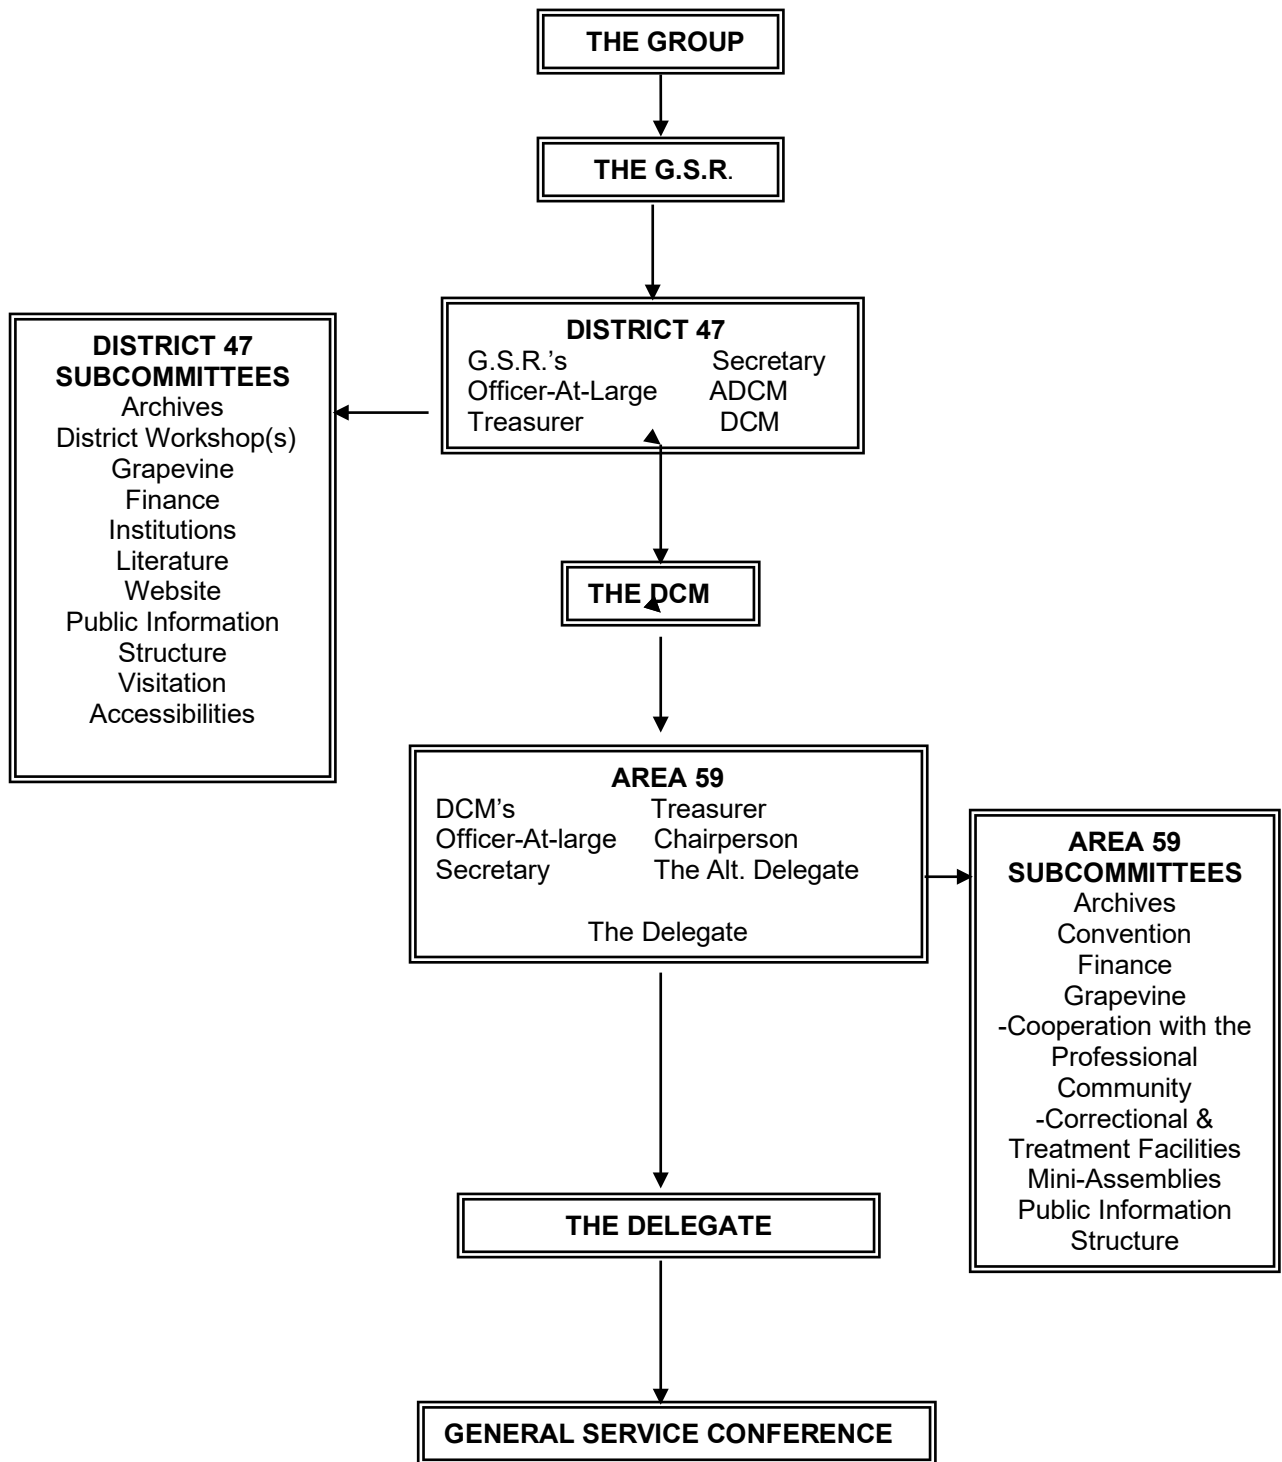 THE GROUP
THE G.S.R.
DISTRICT 47
G.S.R.'s Secretary
Officer-At-Large ADCM
Treasurer DCM
DISTRICT 47
SUBCOMMITTEES
Archives
District Workshop(s)
Grapevine
Finance
Institutions
Literature
Website
Public Information
Structure
Visitation
Accessibilities
THE DCM
AREA 59
DCM's Treasurer
Officer-At-large Chairperson
Secretary The Alt. Delegate
The Delegate
AREA 59
SUBCOMMITTEES
Archives
Convention
Finance
Grapevine
-Cooperation with the
Professional
Community
-Correctional &
Treatment Facilities
Mini-Assemblies
Public Information
Structure
THE DELEGATE
GENERAL SERVICE CONFERENCE